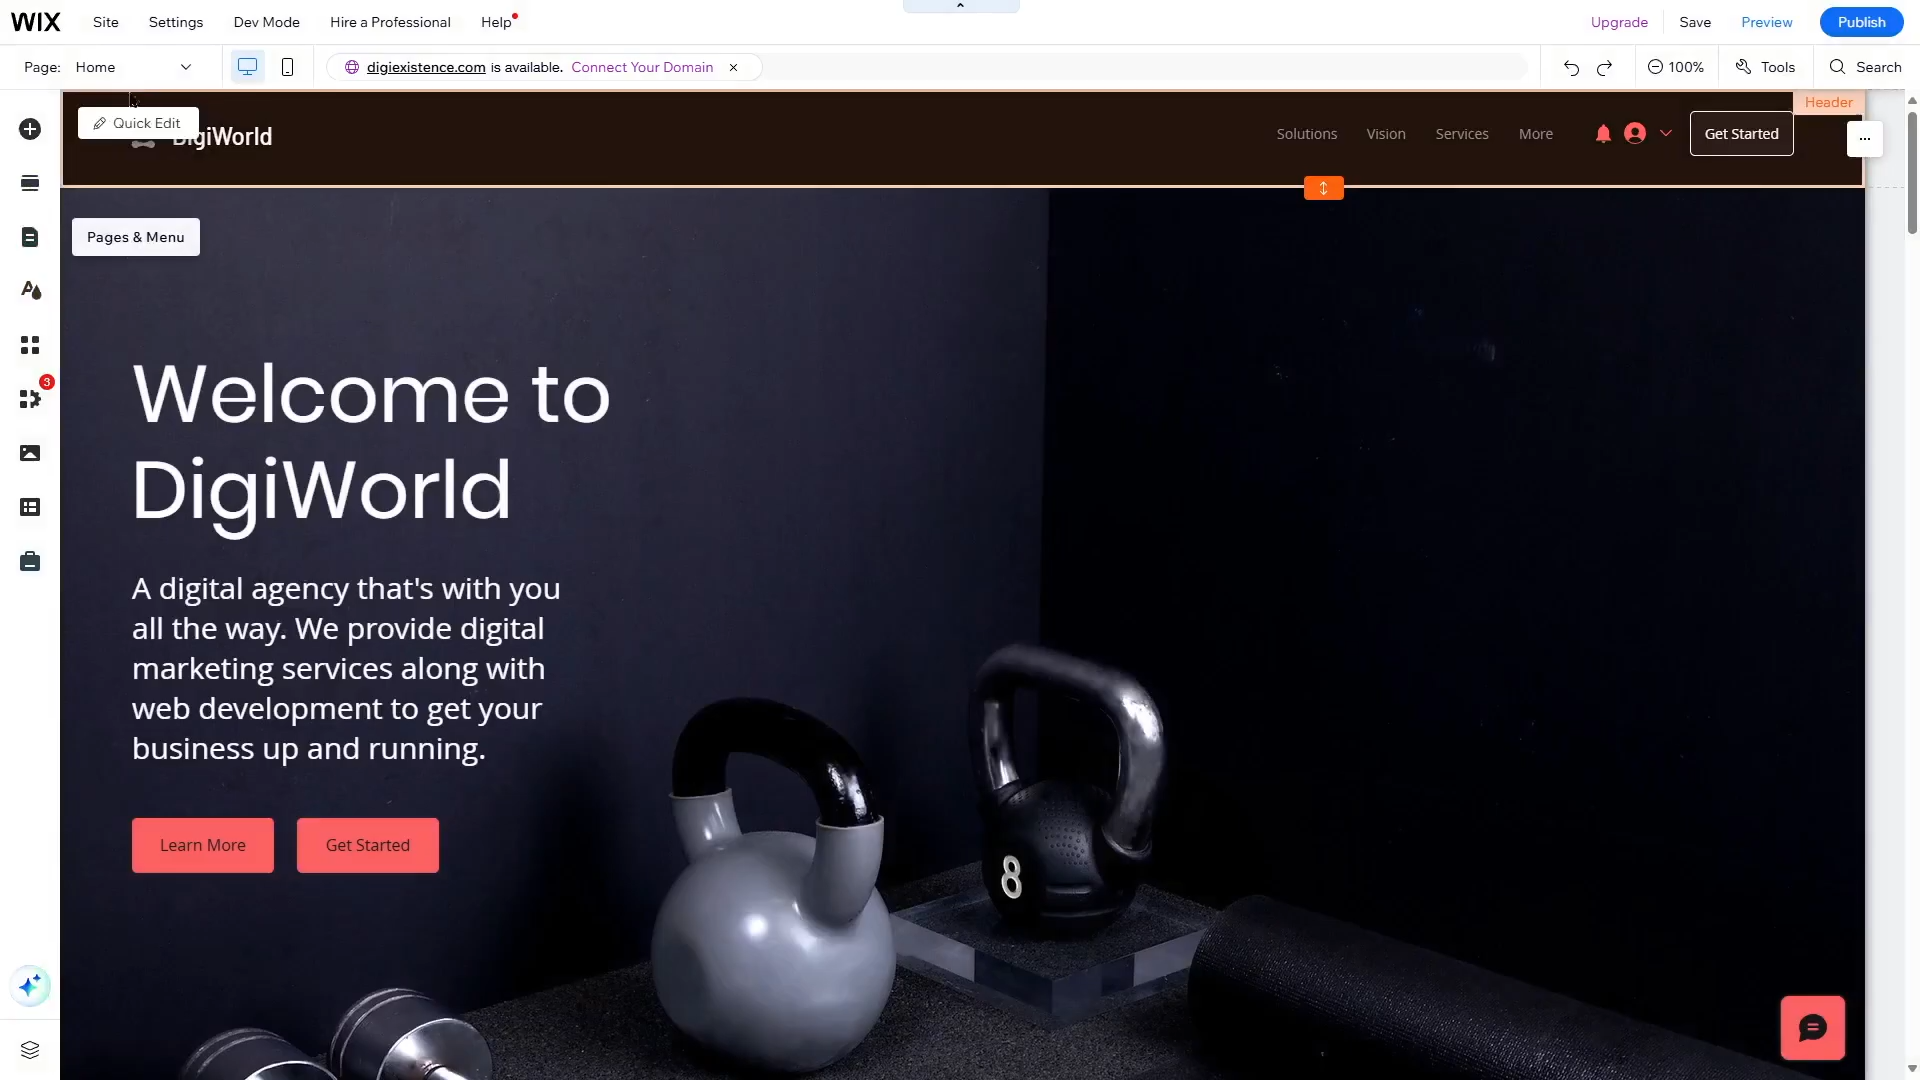 WIX Site Settings Dev Mode Hire a Professional Help Upgrade Save Preview Publish
Page: Home digiexistence.com is available. Connect Your Domain 100% Tools Search
Header
Quick Edit
DigiWorld Solutions Vision Services More Get Started
Pages & Menu
3
Welcome to
DigiWorld
A digital agency that's with you
all the way. We provide digital
marketing services along with
web development to get your
business up and running.
Learn More Get Started
8